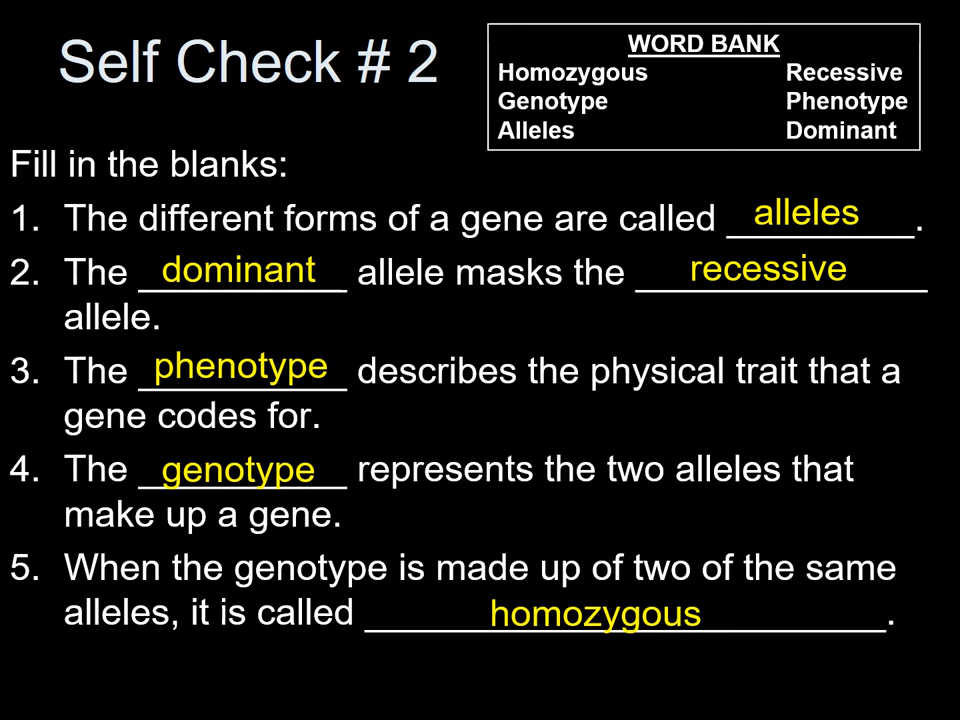 Self Check # 2
WORD BANK
Homozygous Recessive
Genotype Phenotype
Alleles Dominant
Fill in the blanks:
1. The different forms of a gene are called alleles.
2. The dominant allele masks the recessive
allele.
3. The phenotype describes the physical trait that a
gene codes for.
4. The genotype represents the two alleles that
make up a gene.
5. When the genotype is made up of two of the same
alleles, it is called homozygous.